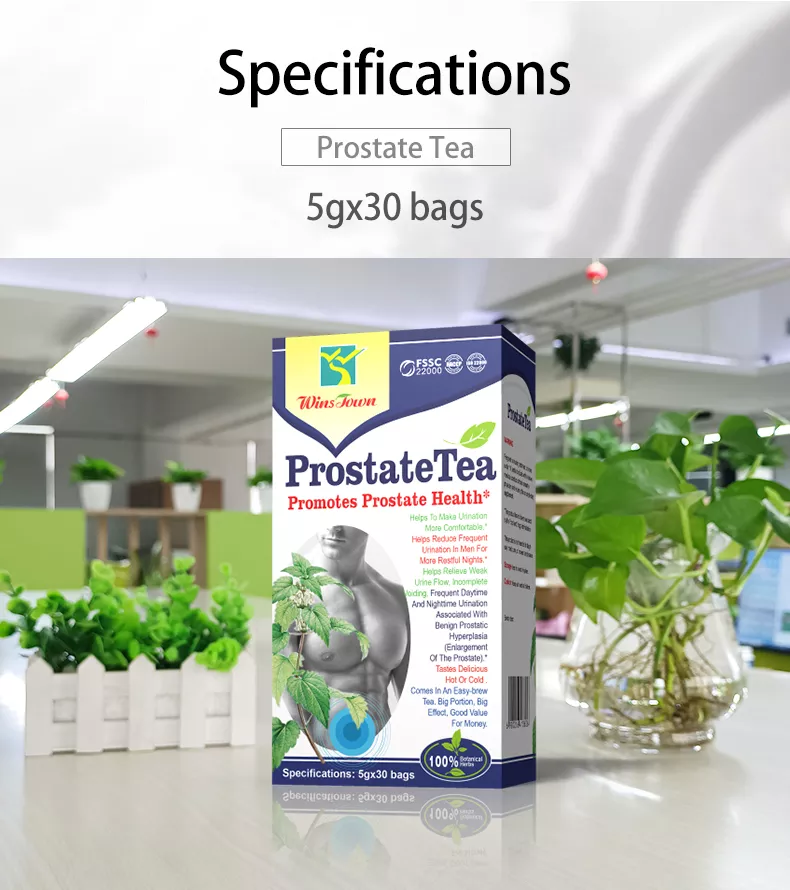 Specifications
Prostate Tea
5gx30 bags
Wins Town
FSSC
22000
HACCP
ISO 22000
ProstateTea
Promotes Prostate Health*
Helps To Make Urination
More Comfortable.*
Helps Reduce Frequent
Urination In Men For
More Restful Nights.*
Helps Relieve Weak
Urine Flow, Incomplete
Voiding, Frequent Daytime
And Nighttime Urination
Associated With
Benign Prostatic
Hyperplasia
(Enlargement
Of The Prostate).*
Tastes Delicious
Hot Or Cold .
Comes In An Easy-brew
Tea. Big Portion, Big
Effect, Good Value
For Money.
100% Botanical
Herbs
Specifications: 5gx30 bags
ProstateTea